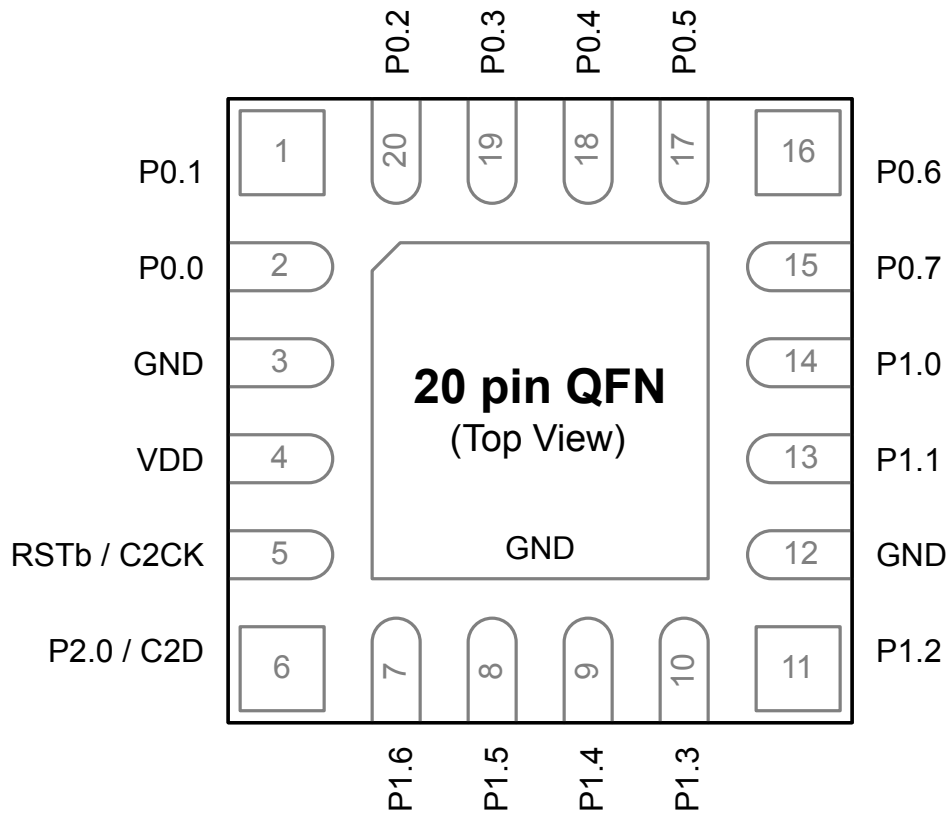 P0.2
P0.3
P0.4
P0.5
P0.1
1
20
19
18
17
16
P0.6
P0.0
2
15
P0.7
GND
3
14
P1.0
20 pin QFN
(Top View)
VDD
4
13
P1.1
RSTb / C2CK
5
GND
12
GND
P2.0 / C2D
6
7
8
9
10
11
P1.2
P1.6
P1.5
P1.4
P1.3